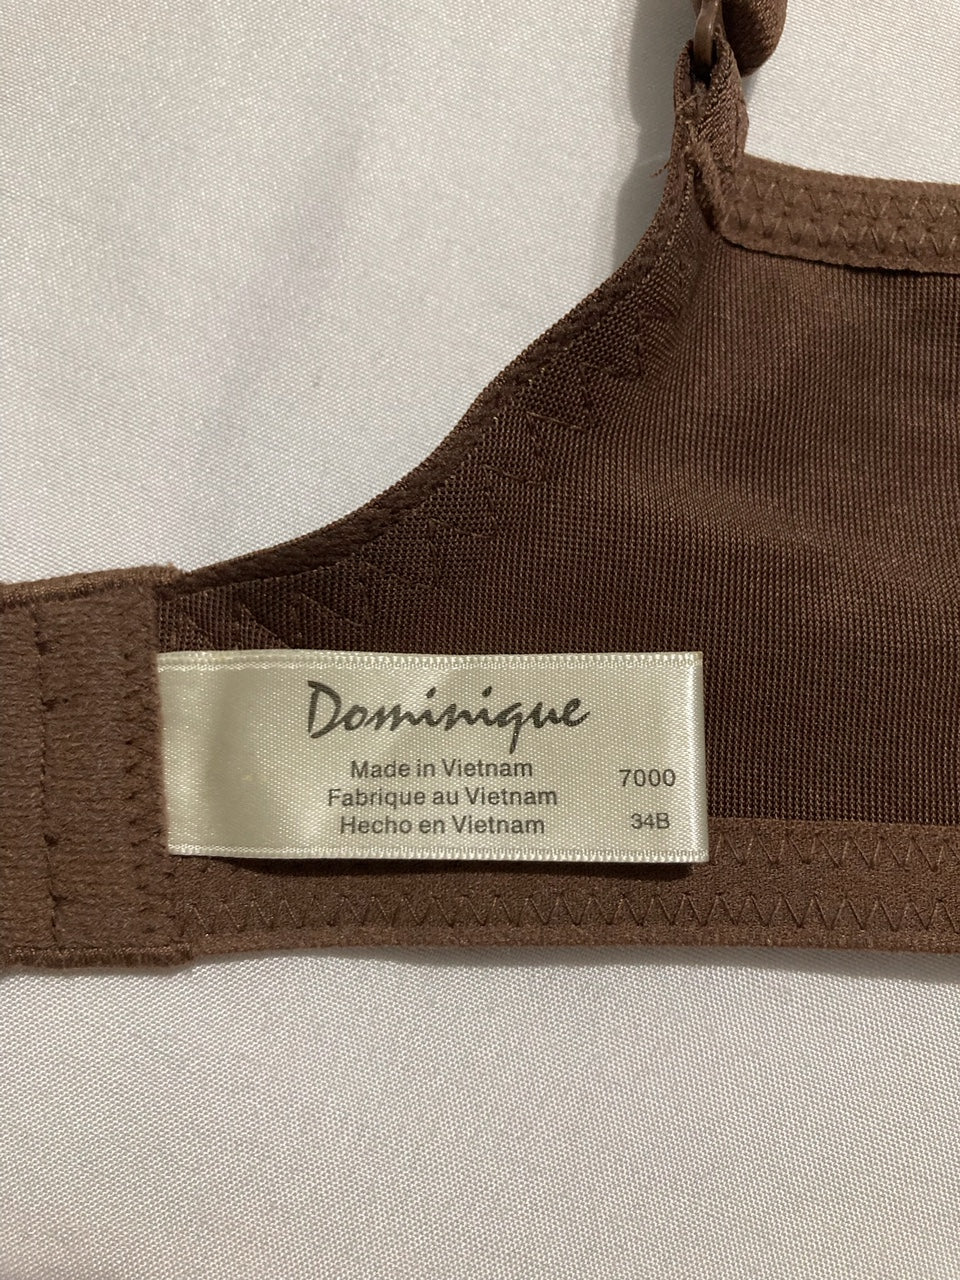 Dominique
Made in Vietnam
Fabrique au Vietnam
Hecho en Vietnam
7000
34B